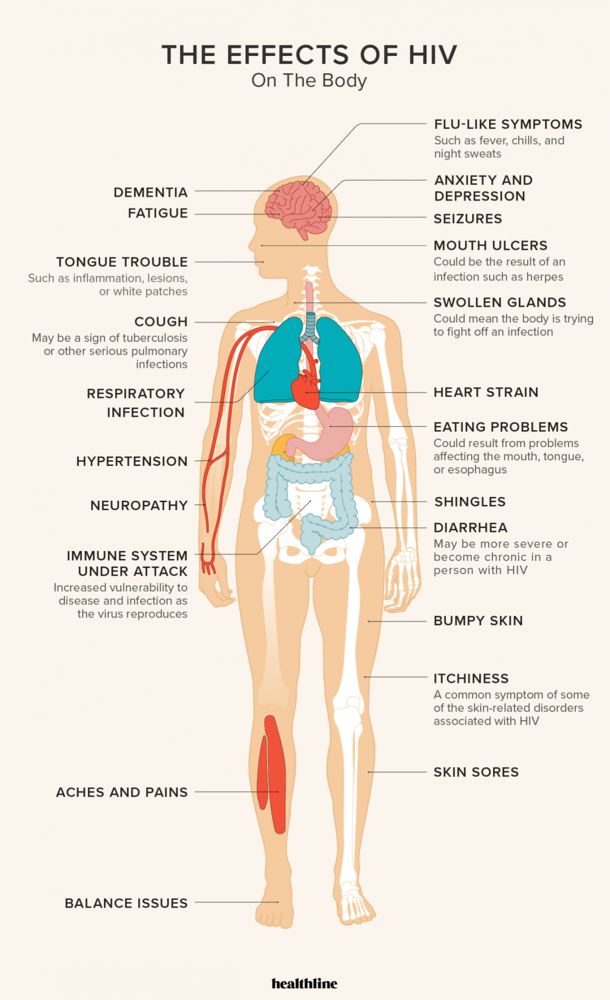 THE EFFECTS OF HIV
On The Body
DEMENTIA
FATIGUE
TONGUE TROUBLE
Such as inflammation, lesions,
or white patches
COUGH
May be a sign of tuberculosis
or other serious pulmonary
infections
RESPIRATORY
INFECTION
HYPERTENSION
NEUROPATHY
IMMUNE SYSTEM
UNDER ATTACK
Increased vulnerability to
disease and infection as
the virus reproduces
ACHES AND PAINS
BALANCE ISSUES
FLU-LIKE SYMPTOMS
Such as fever, chills, and
night sweats
ANXIETY AND
DEPRESSION
SEIZURES
MOUTH ULCERS
Could be the result of an
infection such as herpes
SWOLLEN GLANDS
Could mean the body is trying
to fight off an infection
HEART STRAIN
EATING PROBLEMS
Could result from problems
affecting the mouth, tongue,
or esophagus
SHINGLES
DIARRHEA
May be more severe or
become chronic in a
person with HIV
BUMPY SKIN
ITCHINESS
A common symptom of some
of the skin-related disorders
associated with HIV
SKIN SORES
healthline